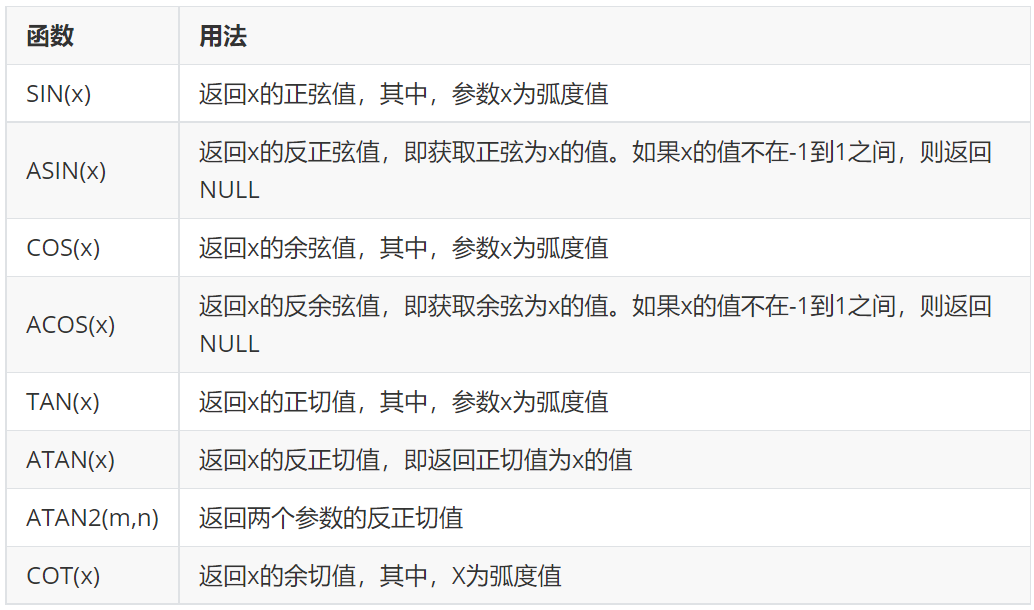 函数 用法
SIN(x) 返回x的正弦值，其中，参数x为弧度值
ASIN(x) 返回x的反正弦值，即获取正弦为x的值。如果x的值不在-1到1之间，则返回
NULL
COS(x) 返回x的余弦值，其中，参数x为弧度值
ACOS(x) 返回x的反余弦值，即获取余弦为x的值。如果x的值不在-1到1之间，则返回
NULL
TAN(x) 返回x的正切值，其中，参数x为弧度值
ATAN(x) 返回x的反正切值，即返回正切值为x的值
ATAN2(m,n) 返回两个参数的反正切值
COT(x) 返回x的余切值，其中，X为弧度值